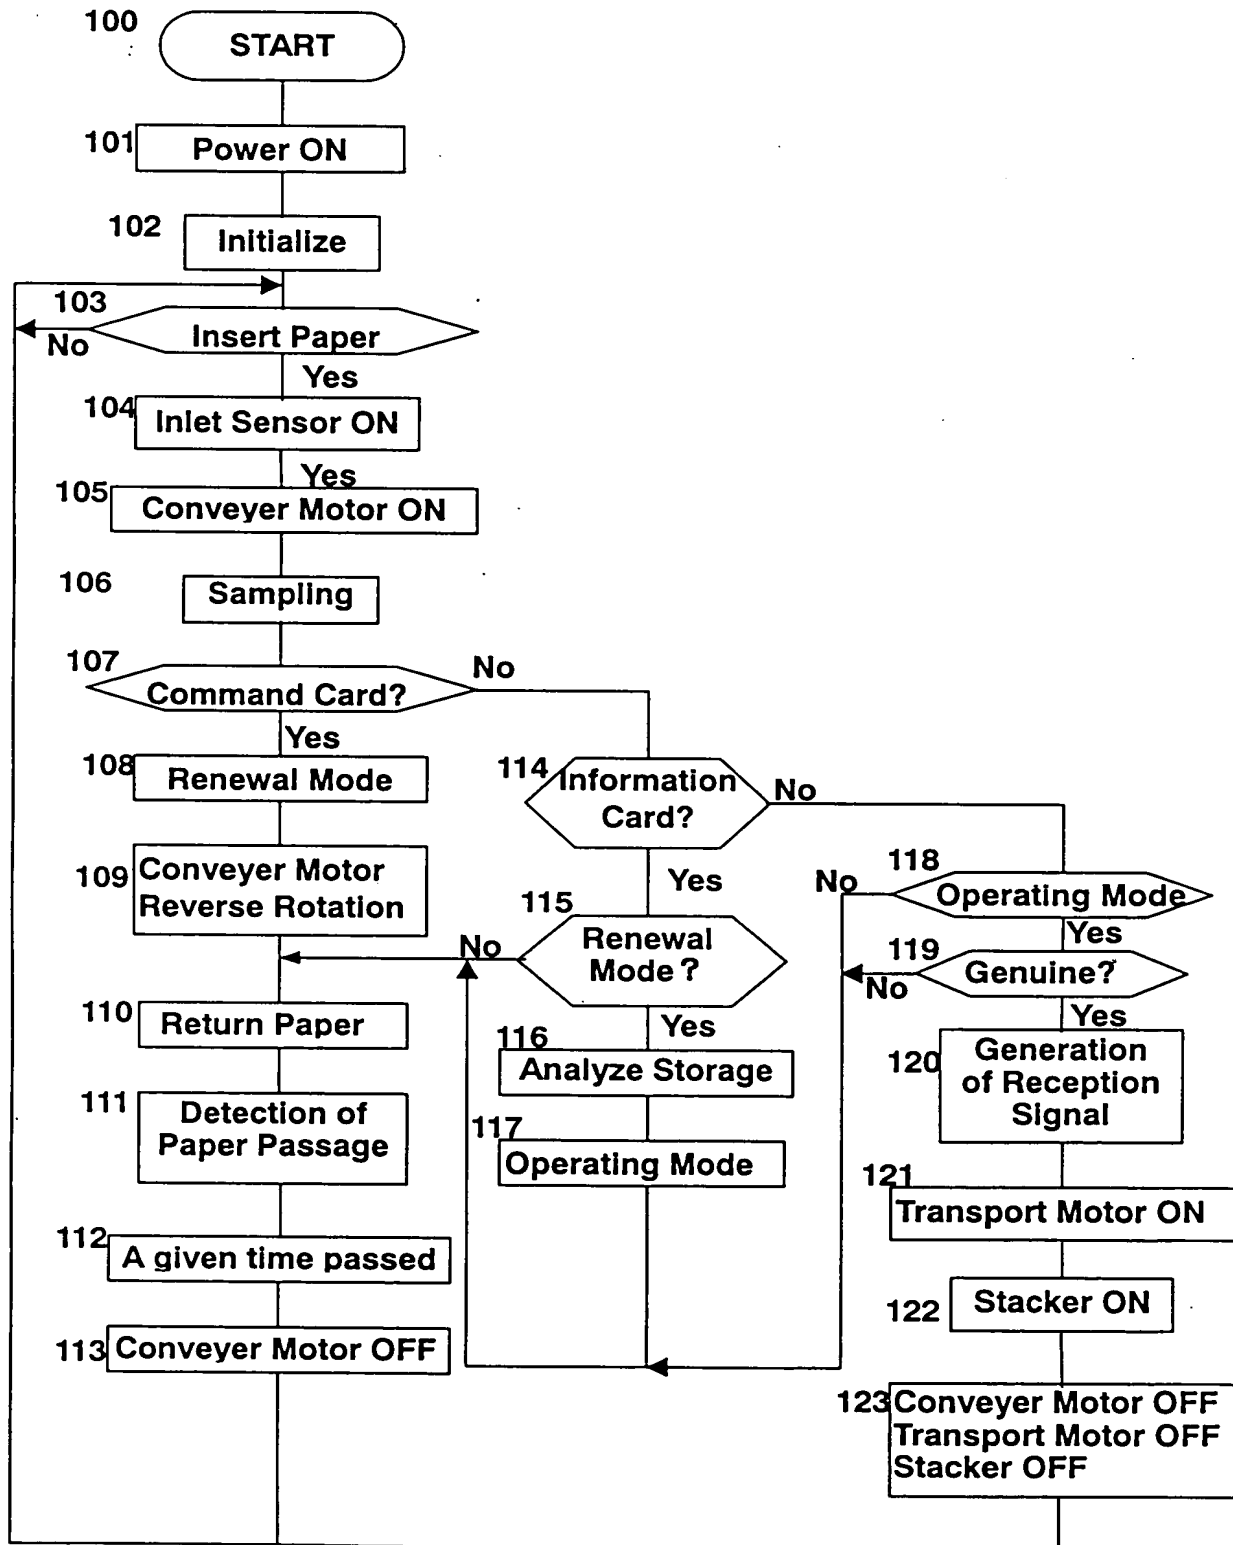 100
START
101
Power ON
102
Initialize
103
Insert Paper
No
Yes
104
Inlet Sensor ON
Yes
105
Conveyer Motor ON
106
Sampling
107
Command Card?
No
Yes
108
Renewal Mode
109
Conveyer Motor
Reverse Rotation
110
Return Paper
111
Detection of
Paper Passage
112
A given time passed
113
Conveyer Motor OFF
114
Information
Card?
No
Yes
115
Renewal
Mode?
No
Yes
116
Analyze Storage
117
Operating Mode
118
Operating Mode
No
Yes
119
Genuine?
No
Yes
120
Generation
of Reception
Signal
121
Transport Motor ON
122
Stacker ON
123
Conveyer Motor OFF
Transport Motor OFF
Stacker OFF